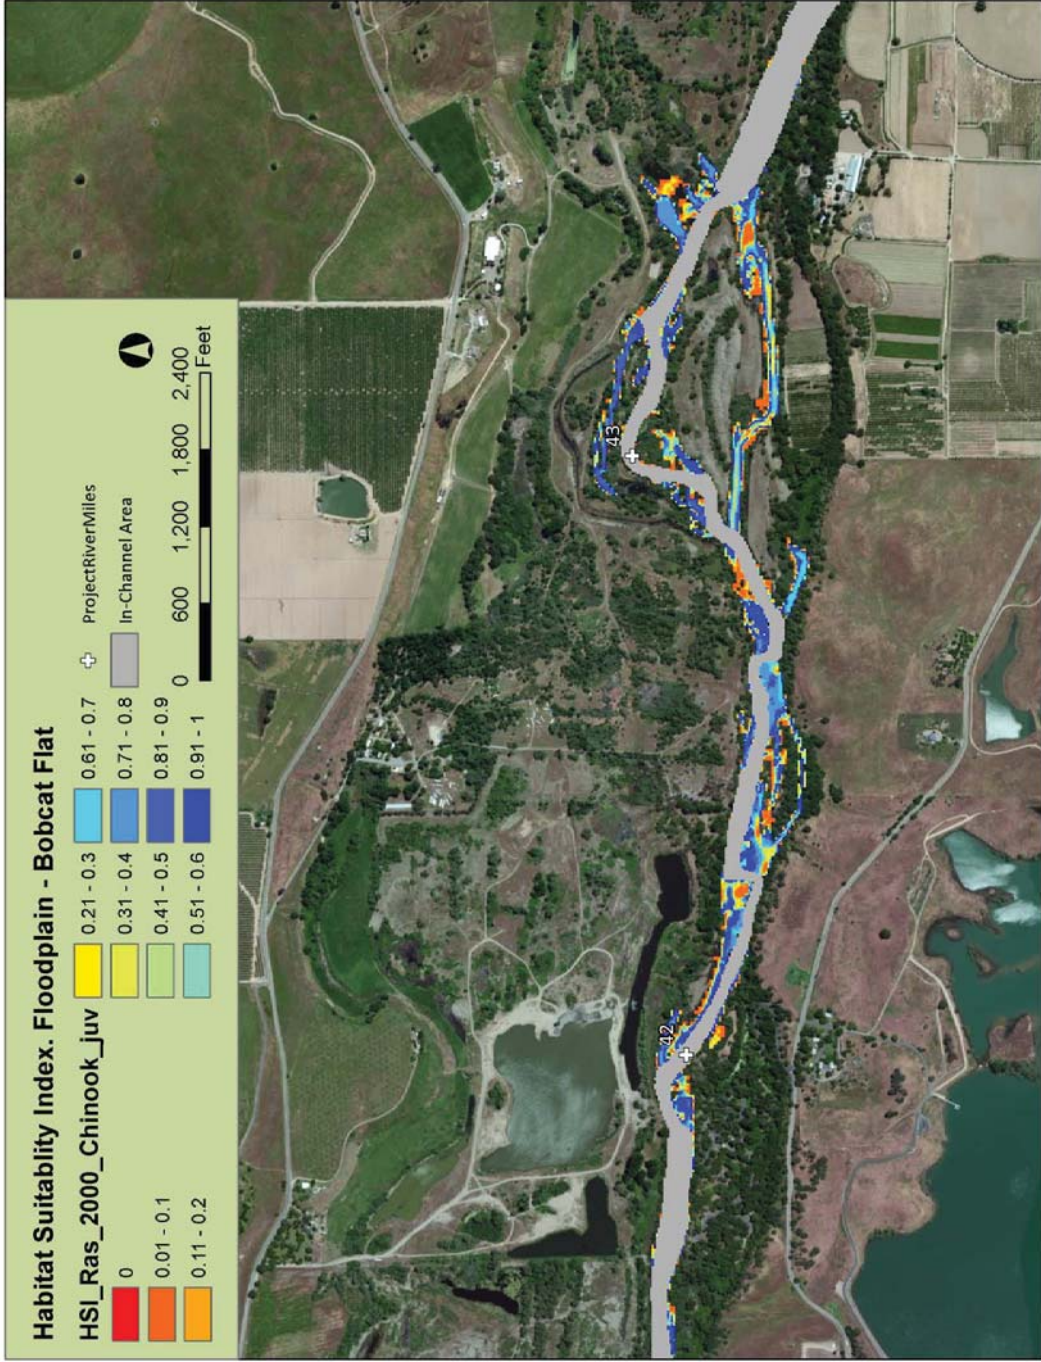 Habitat Suitablity Index. Floodplain - Bobcat Flat
HSI_Ras_2000_Chinook_juv
0
0.01 - 0.1
0.11 - 0.2
0.21 - 0.3
0.31 - 0.4
0.41 - 0.5
0.51 - 0.6
0.61 - 0.7
0.71 - 0.8
0.81 - 0.9
0.91 - 1
ProjectRiverMiles
In-Channel Area
0 600 1,200 1,800 2,400
Feet
42
43